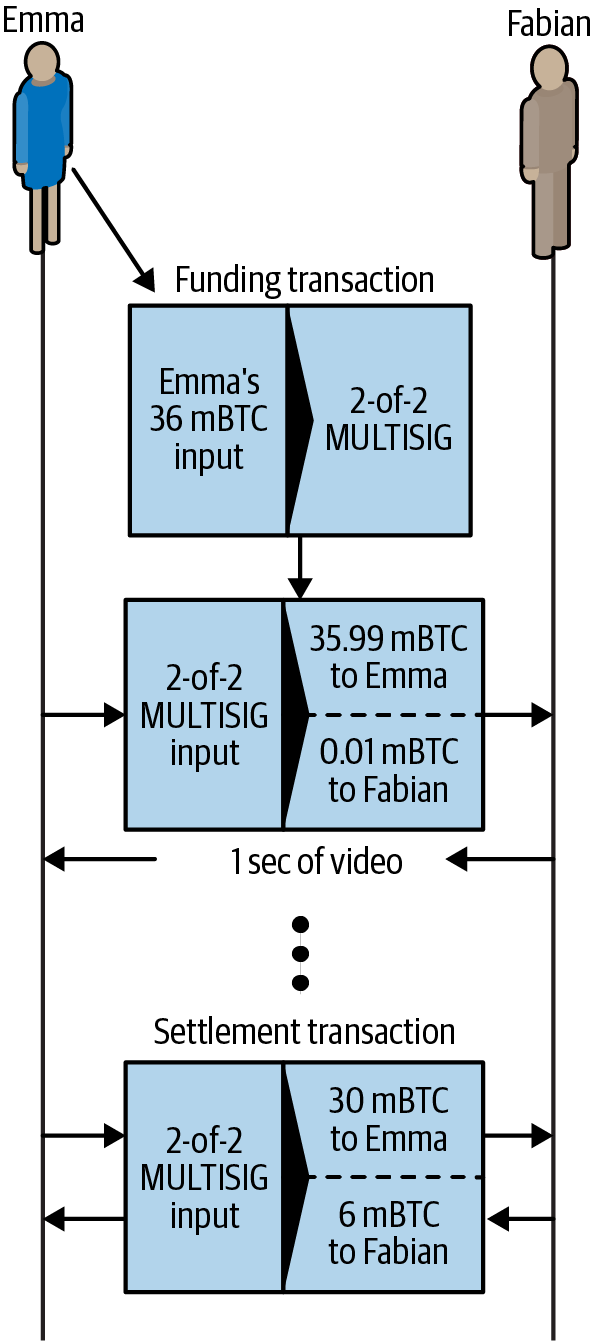 Emma
Fabian
Funding transaction
Emma's
36 mBTC
input
2-of-2
MULTISIG
2-of-2
MULTISIG
input
35.99 mBTC
to Emma
0.01 mBTC
to Fabian
1 sec of video
Settlement transaction
2-of-2
MULTISIG
input
30 mBTC
to Emma
6 mBTC
to Fabian